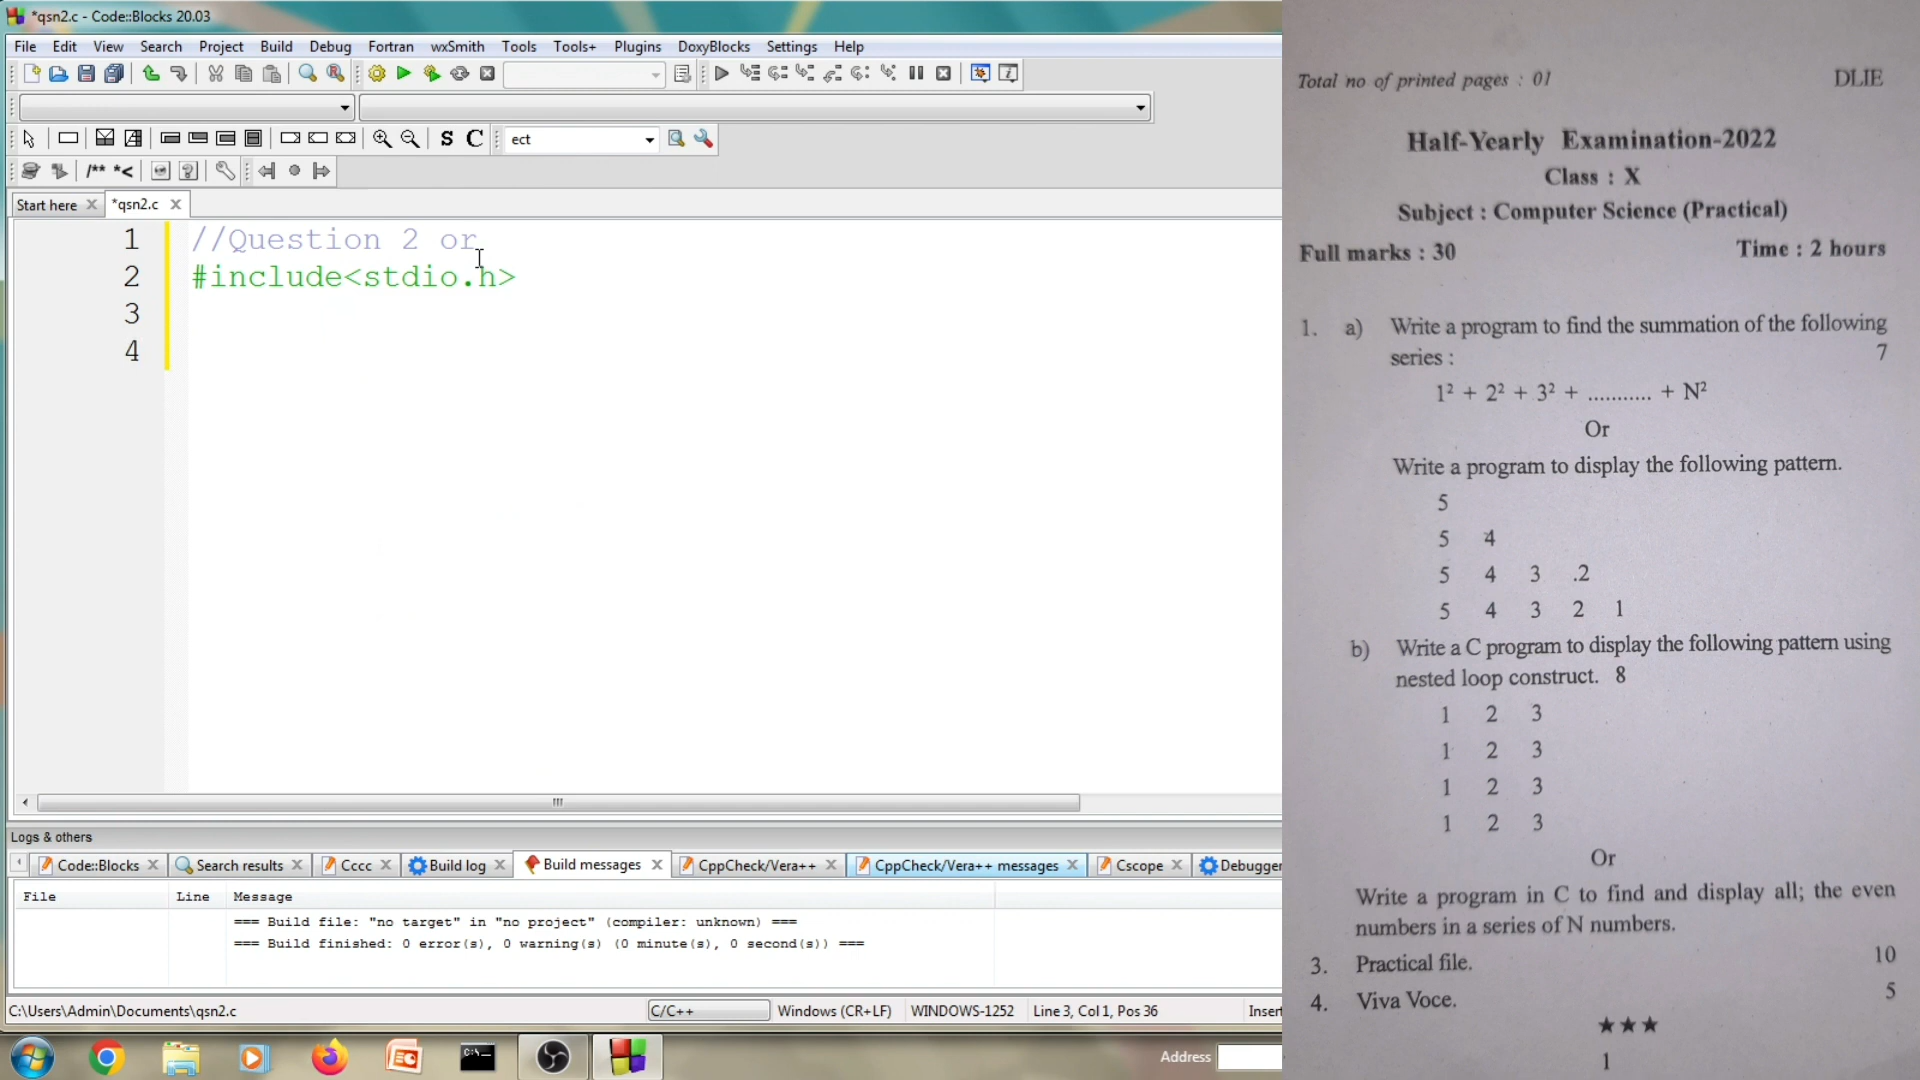 *qsn2.c - Code::Blocks 20.03
File Edit View Search Project Build Debug Fortran wxSmith Tools Tools+ Plugins DoxyBlocks Settings Help
S C ect
/** *<
Start here *qsn2.c
1 //Question 2 or
2 #include<stdio.h>
3
4
Logs & others
Code::Blocks Search results Cccc Build log Build messages CppCheck/Vera++ CppCheck/Vera++ messages Cscope Debugger
File Line Message
=== Build file: "no target" in "no project" (compiler: unknown) ===
=== Build finished: 0 error(s), 0 warning(s) (0 minute(s), 0 second(s)) ===
C:\Users\Admin\Documents\qsn2.c C/C++ Windows (CR+LF) WINDOWS-1252 Line 3, Col 1, Pos 36 Insert
Address
Total no of printed pages : 01 DLIE
Half-Yearly Examination-2022
Class : X
Subject : Computer Science (Practical)
Full marks : 30 Time : 2 hours
1. a) Write a program to find the summation of the following
series : 7
1² + 2² + 3² + ........... + N²
Or
Write a program to display the following pattern.
5
5 4
5 4 3 .2
5 4 3 2 1
b) Write a C program to display the following pattern using
nested loop construct. 8
1 2 3
1 2 3
1 2 3
1 2 3
Or
Write a program in C to find and display all; the even
numbers in a series of N numbers.
3. Practical file. 10
4. Viva Voce. 5
★★★
1